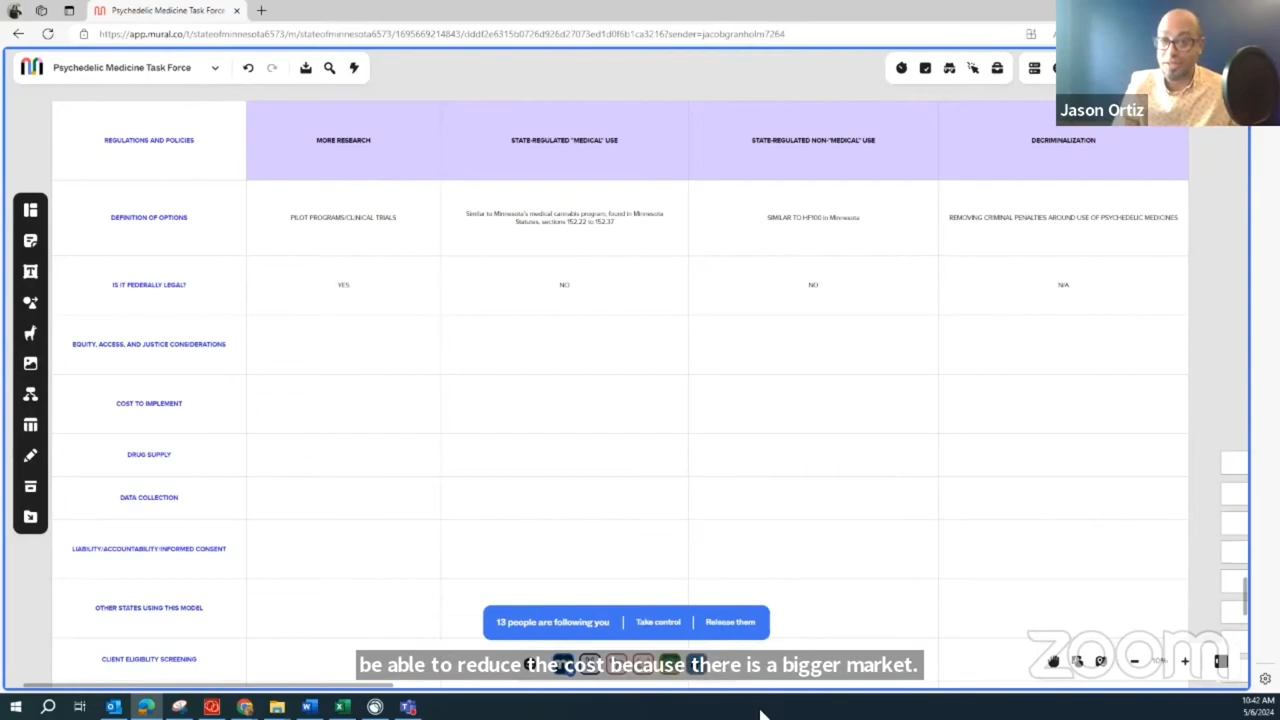 Psychedelic Medicine Task Force
https://app.mural.co/t/stateofminnesota6573/m/stateofminnesota6573/1695669214843/dddf2e6315b0726d926d27073ed1d0f6b1ca3216?sender=jacobgranholm7264
Psychedelic Medicine Task Force
Jason Ortiz
REGULATIONS AND POLICIES
MORE RESEARCH
STATE-REGULATED "MEDICAL" USE
STATE-REGULATED NON-"MEDICAL" USE
DECRIMINALIZATION
DEFINITION OF OPTIONS
PILOT PROGRAMS/CLINICAL TRIALS
Similar to Minnesota's medical cannabis program, found in Minnesota
Statutes, sections 152.22 to 152.37
SIMILAR TO HF100 in Minnesota
REMOVING CRIMINAL PENALTIES AROUND USE OF PSYCHEDELIC MEDICINES
IS IT FEDERALLY LEGAL?
YES
NO
NO
N/A
EQUITY, ACCESS, AND JUSTICE CONSIDERATIONS
COST TO IMPLEMENT
DRUG SUPPLY
DATA COLLECTION
LIABILITY/ACCOUNTABILITY/INFORMED CONSENT
OTHER STATES USING THIS MODEL
13 people are following you
Take control
Release them
CLIENT ELIGIBLITY SCREENING
be able to reduce the cost because there is a bigger market.
zoom
10:42 AM
5/6/2024